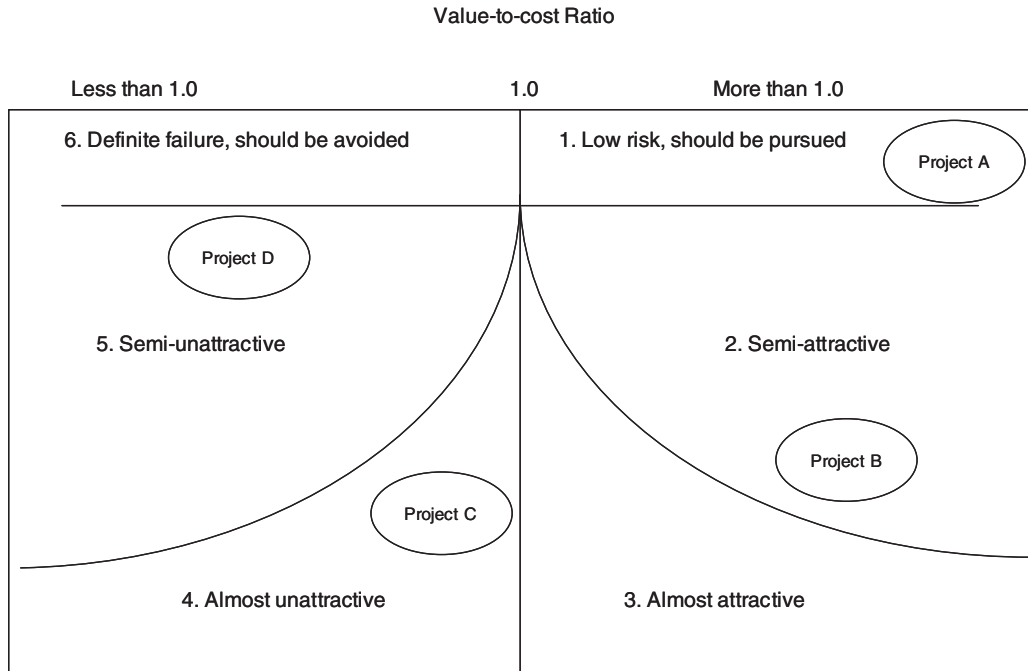 Value-to-cost Ratio
Less than 1.0
1.0
More than 1.0
6. Definite failure, should be avoided
1. Low risk, should be pursued
Project A
Project D
5. Semi-unattractive
2. Semi-attractive
Project B
Project C
4. Almost unattractive
3. Almost attractive